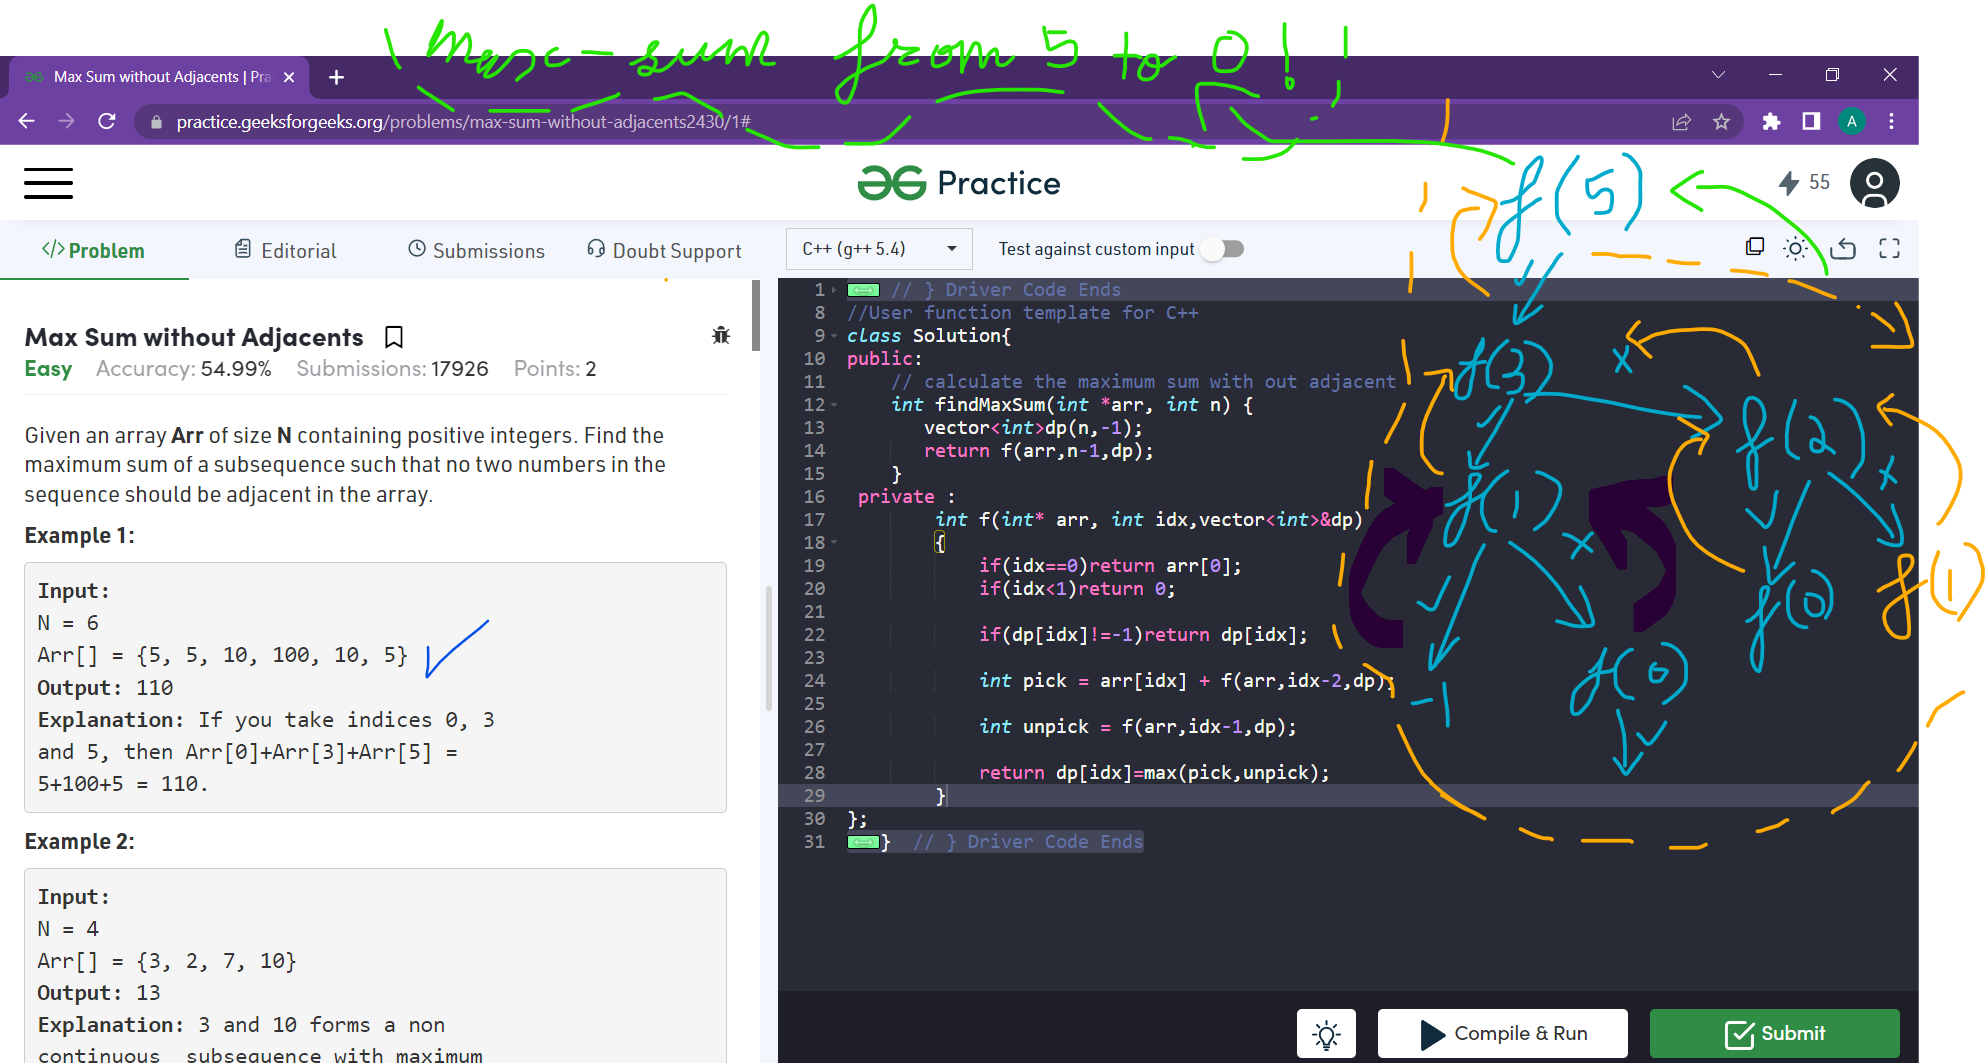 \ max-sum from 5 to 0!!
Max Sum without Adjacents | Pra
practice.geeksforgeeks.org/problems/max-sum-without-adjacents2430/1#
A
Practice
55
</> Problem
Editorial
Submissions
Doubt Support
C++ (g++ 5.4)
Test against custom input
Max Sum without Adjacents
Easy Accuracy: 54.99% Submissions: 17926 Points: 2
Given an array Arr of size N containing positive integers. Find the
maximum sum of a subsequence such that no two numbers in the
sequence should be adjacent in the array.
Example 1:
Input:
N = 6
Arr[] = {5, 5, 10, 100, 10, 5}
Output: 110
Explanation: If you take indices 0, 3
and 5, then Arr[0]+Arr[3]+Arr[5] =
5+100+5 = 110.
Example 2:
Input:
N = 4
Arr[] = {3, 2, 7, 10}
Output: 13
Explanation: 3 and 10 forms a non
continuous subsequence with maximum
1 // } Driver Code Ends
8 //User function template for C++
9 class Solution{
10 public:
11 // calculate the maximum sum with out adjacent
12 int findMaxSum(int *arr, int n) {
13 vector<int>dp(n,-1);
14 return f(arr,n-1,dp);
15 }
16 private :
17 int f(int* arr, int idx,vector<int>&dp)
18 {
19 if(idx==0)return arr[0];
20 if(idx<1)return 0;
21
22 if(dp[idx]!=-1)return dp[idx];
23
24 int pick = arr[idx] + f(arr,idx-2,dp);
25
26 int unpick = f(arr,idx-1,dp);
27
28 return dp[idx]=max(pick,unpick);
29 }
30 };
31 } // } Driver Code Ends
f(5)
f(3) x
f(2) x
f(1) x
f(0) f(1)
-1 f(0)
Compile & Run
Submit